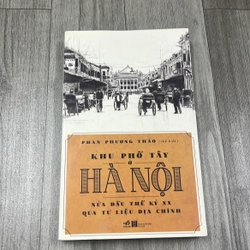 PHAN PHƯƠNG THẢO
KHU PHỐ TÂY
Ở
HÀ NỘI
NỬA ĐẦU THẾ KỶ XX
QUA TƯ LIỆU ĐỊA CHÍNH